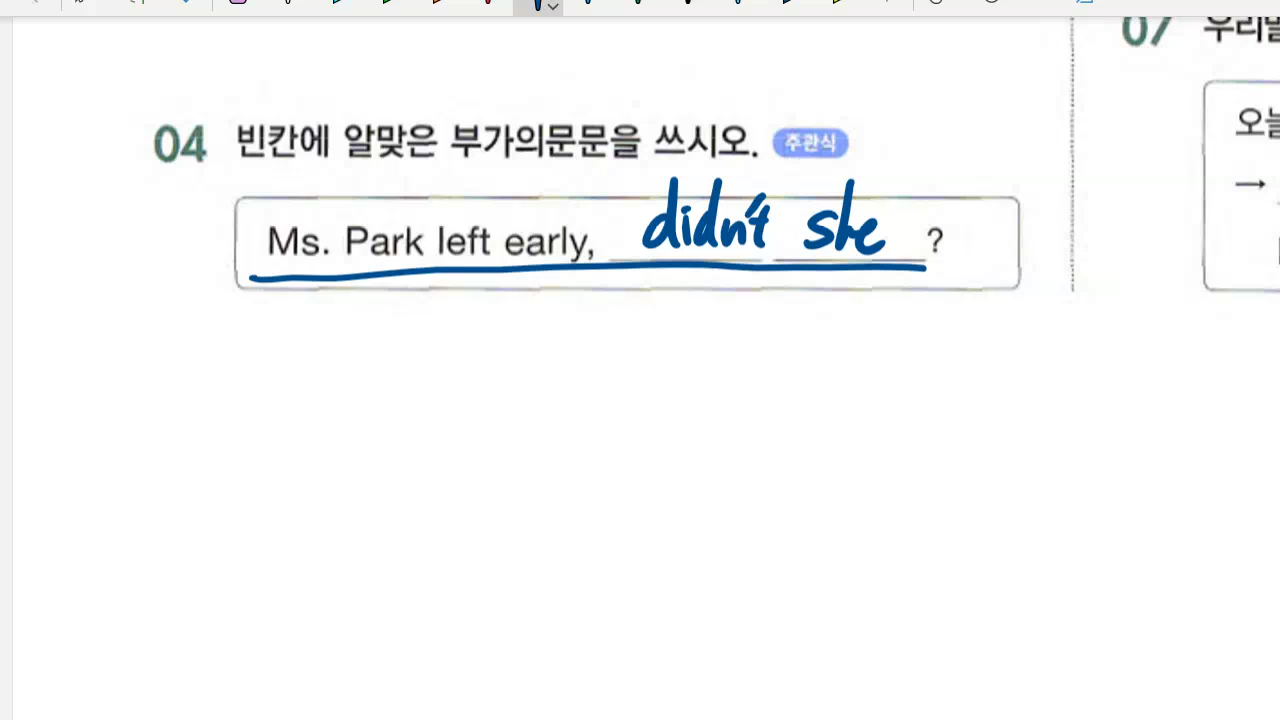 07
04 빈칸에 알맞은 부가의문문을 쓰시오. 주관식
Ms. Park left early, didn't she ?
→